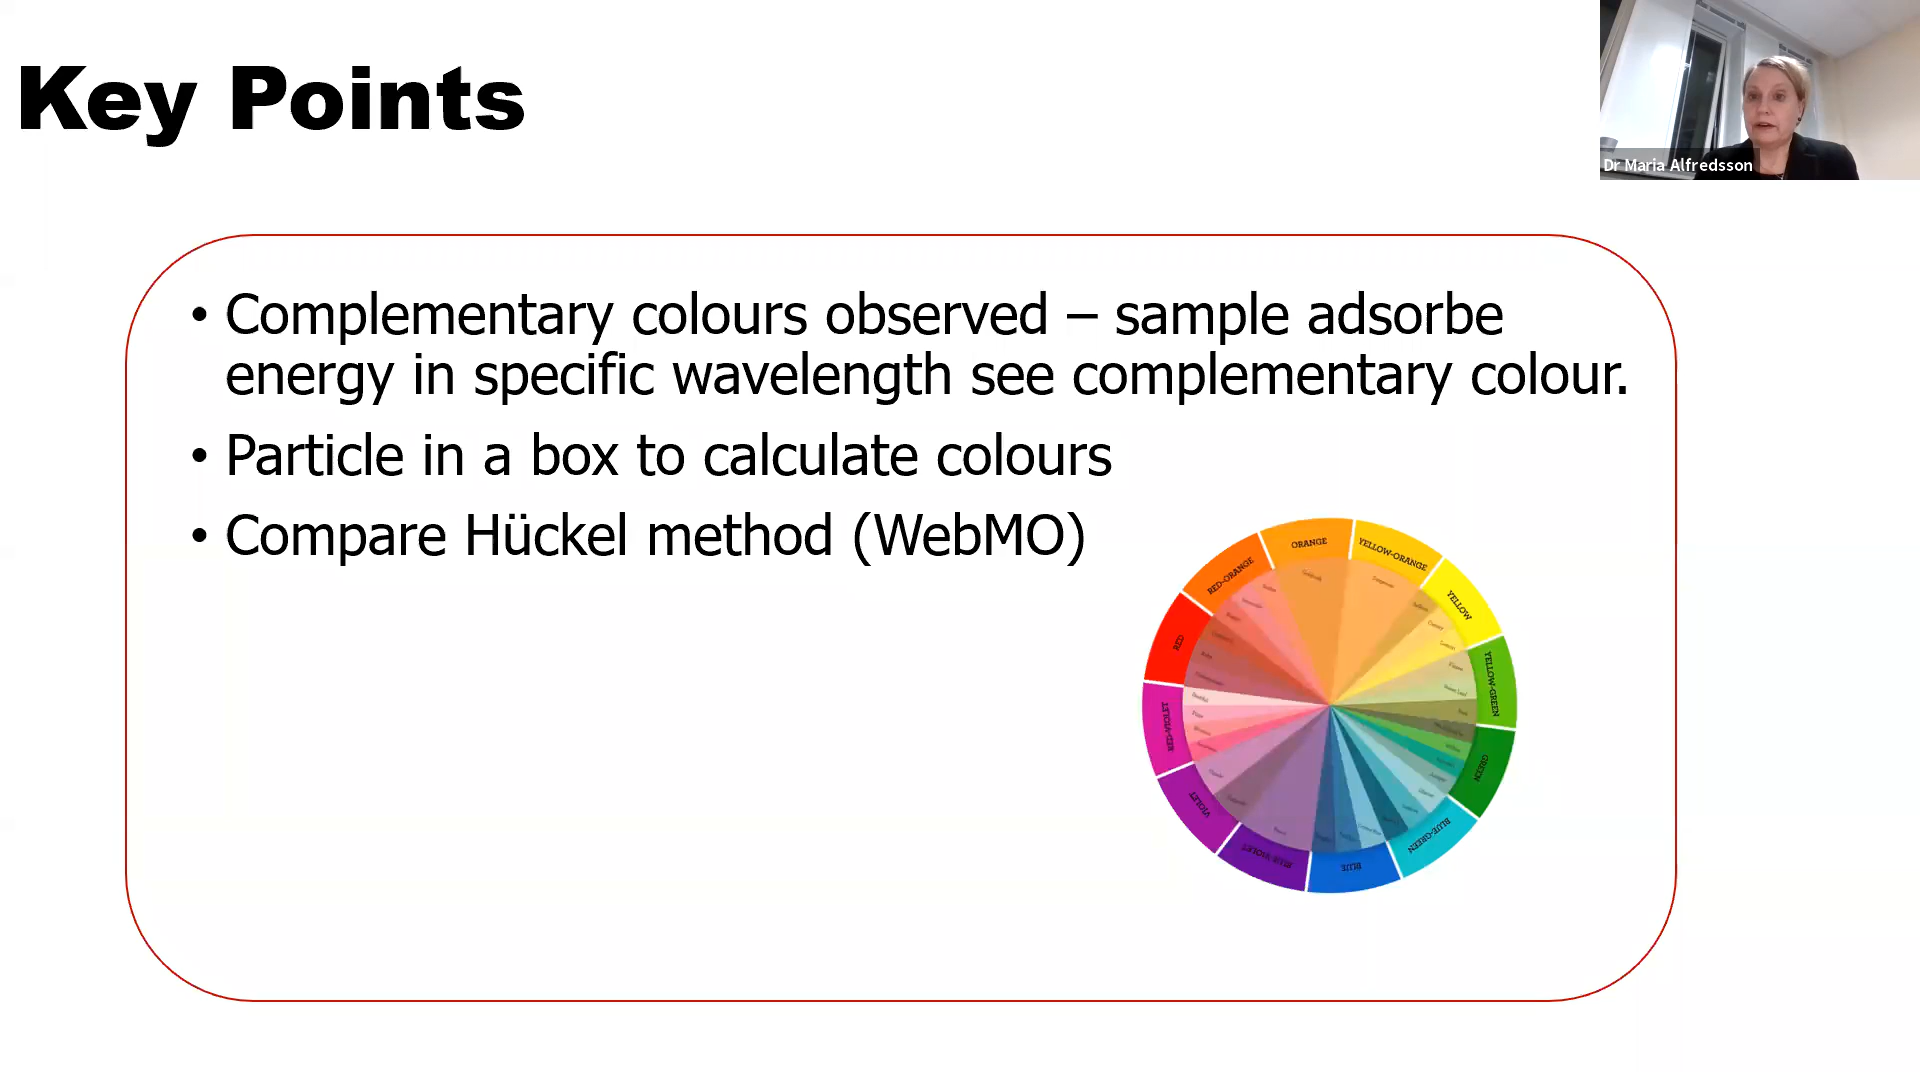 Key Points
Dr Maria Alfredsson
• Complementary colours observed – sample adsorbe
energy in specific wavelength see complementary colour.
• Particle in a box to calculate colours
• Compare Hückel method (WebMO)
ORANGE
YELLOW-ORANGE
YELLOW
YELLOW-GREEN
GREEN
BLUE-GREEN
BLUE
BLUE-VIOLET
VIOLET
RED-VIOLET
RED
RED-ORANGE